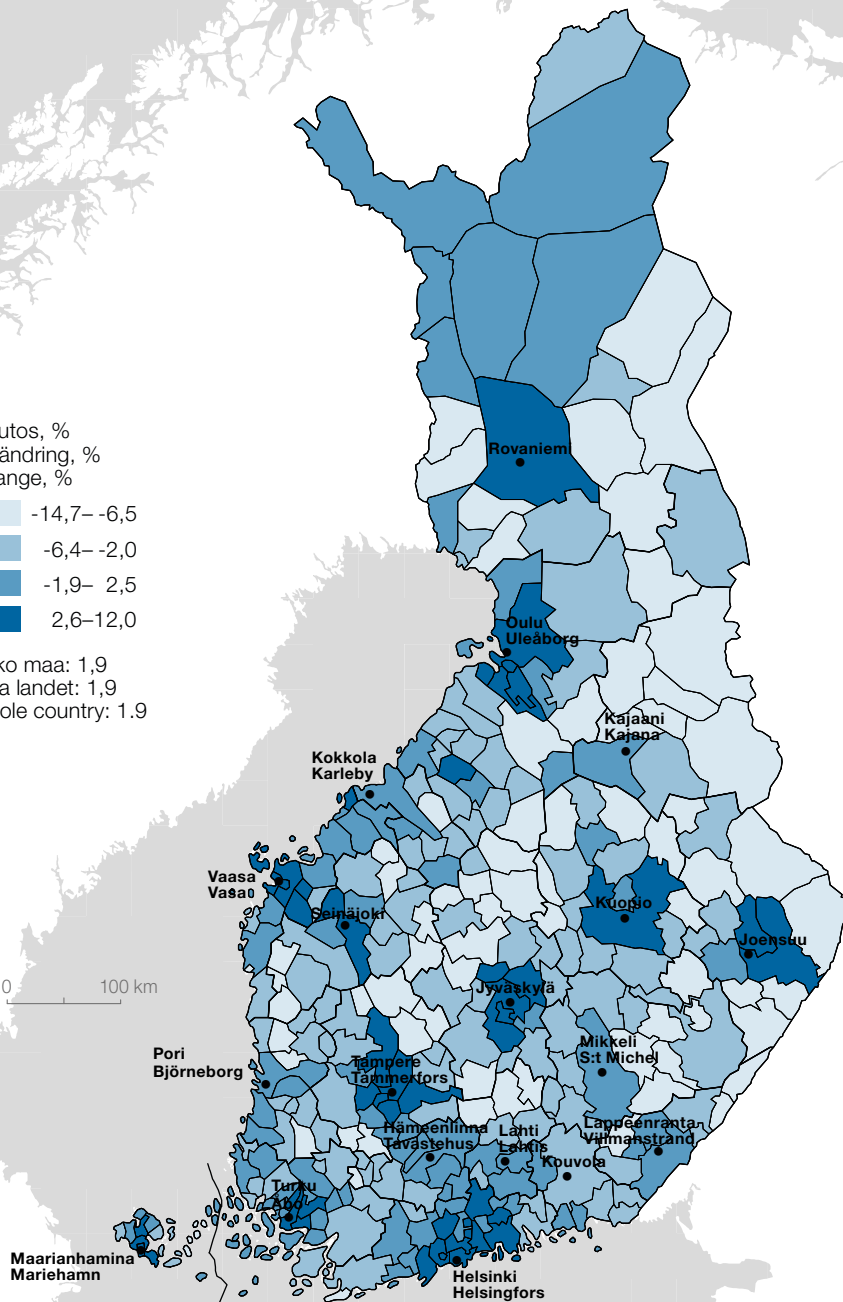 utos, %
ändring, %
ange, %
-14,7– -6,5
-6,4– -2,0
-1,9– 2,5
2,6–12,0
ko maa: 1,9
a landet: 1,9
ole country: 1.9
Rovaniemi
Oulu
Uleåborg
Kajaani
Kajana
Kokkola
Karleby
Vaasa
Vasa
Seinäjoki
Kuopio
Joensuu
0 100 km
Jyväskylä
Mikkeli
S:t Michel
Pori
Björneborg
Tampere
Tammerfors
Hämeenlinna
Tavastehus
Lahti
Lahtis
Lappeenranta
Villmanstrand
Kouvola
Turku
Åbo
Maarianhamina
Mariehamn
Helsinki
Helsingfors